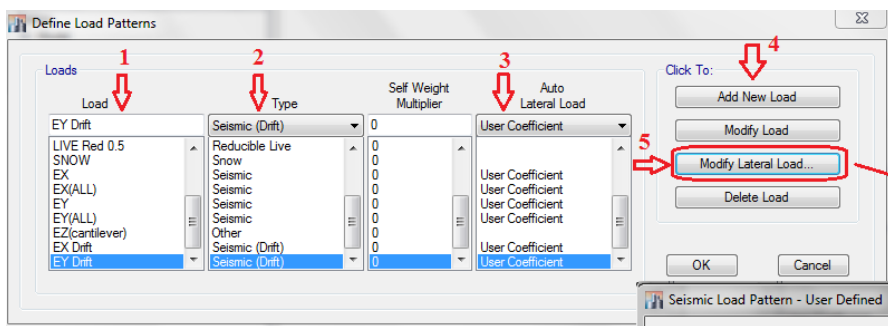 Define Load Patterns
1 2 3 4
Loads
Click To:
Load Type Self Weight Multiplier Auto Lateral Load
EY Drift Seismic (Drift) 0 User Coefficient
LIVE Red 0.5 Reducible Live 0
SNOW Snow 0
EX Seismic 0 User Coefficient
EX(ALL) Seismic 0 User Coefficient
EY Seismic 0 User Coefficient
EY(ALL) Seismic 0 User Coefficient
EZ(cantilever) Other 0
EX Drift Seismic (Drift) 0 User Coefficient
EY Drift Seismic (Drift) 0 User Coefficient
Add New Load
Modify Load
5
Modify Lateral Load...
Delete Load
OK Cancel
Seismic Load Pattern - User Defined